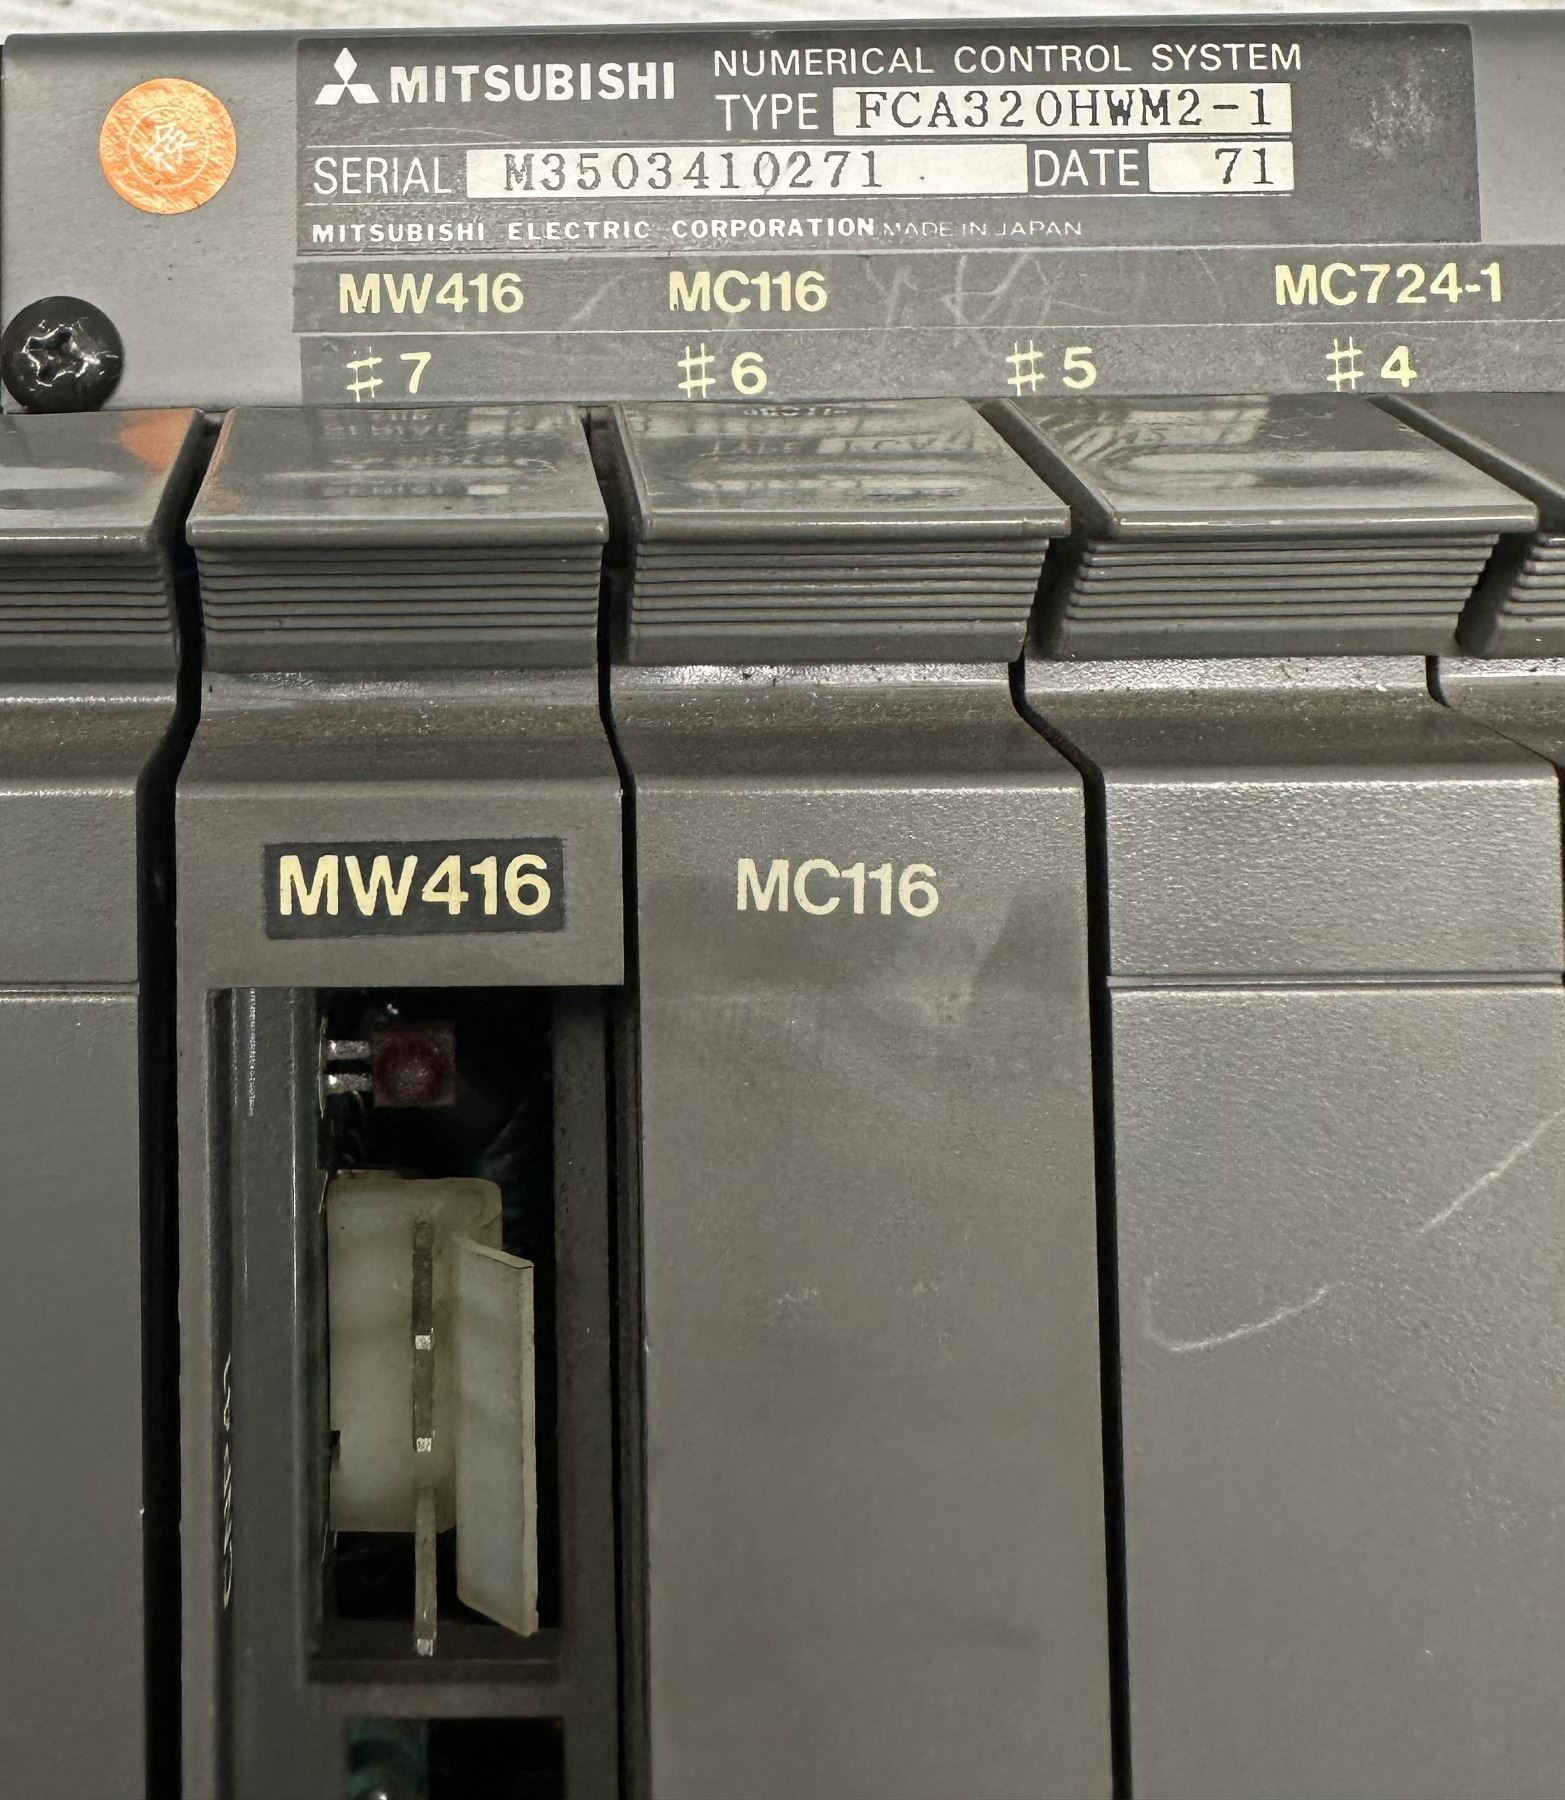 MITSUBISHI NUMERICAL CONTROL SYSTEM
TYPE FCA320HWM2-1
SERIAL M3503410271 DATE 71
MITSUBISHI ELECTRIC CORPORATION MADE IN JAPAN
MW416 MC116 MC724-1
#7 #6 #5 #4
MW416 MC116